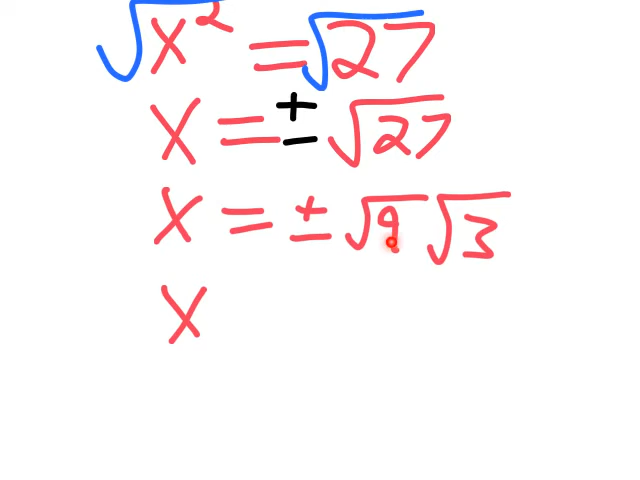 √x² = √27
x = ±√27
x = ±√9 √3
x